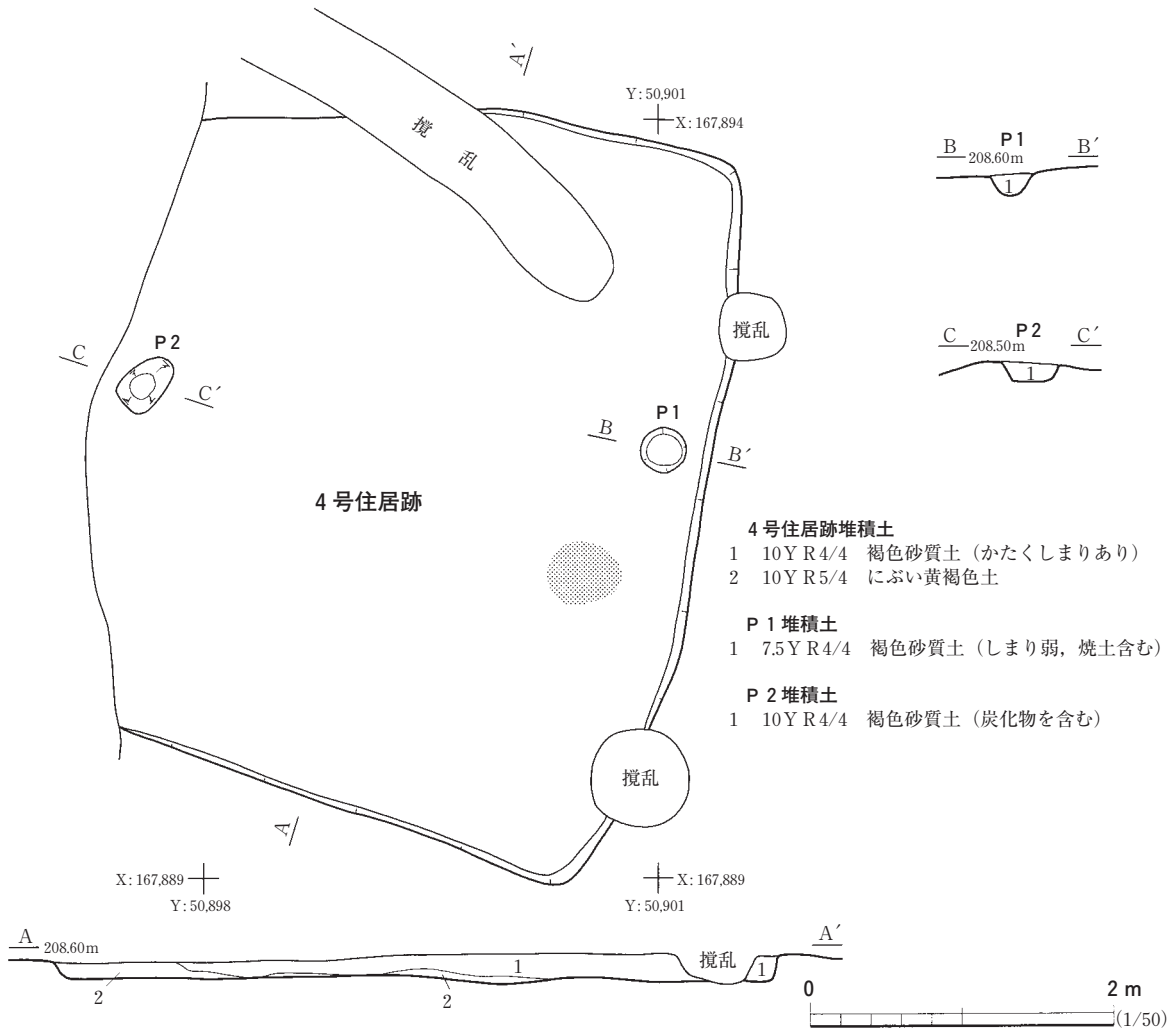 A′
Y: 50,901
X: 167,894
撹乱
B 208.60m P1 B′
1
撹乱
C 208.50m P2 C′
1
C P2 C′
B P1 B′
4号住居跡
4号住居跡堆積土
1 10YR4/4 褐色砂質土（かたくしまりあり）
2 10YR5/4 にぶい黄褐色土
P1堆積土
1 7.5YR4/4 褐色砂質土（しまり弱，焼土含む）
P2堆積土
1 10YR4/4 褐色砂質土（炭化物を含む）
撹乱
A
X: 167,889
Y: 50,898
X: 167,889
Y: 50,901
A 208.60m A′
1 撹乱 1
2 2
0 2m
(1/50)